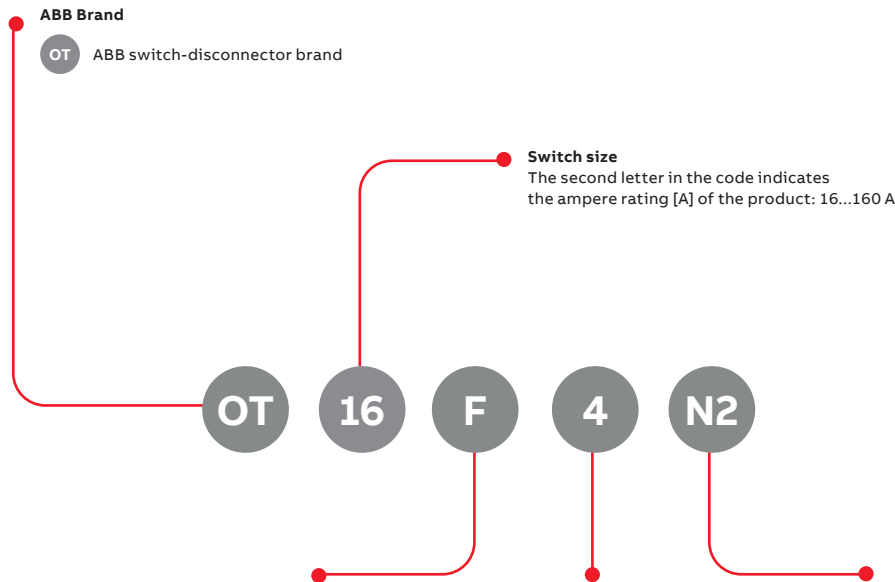 ABB Brand
OT ABB switch-disconnector brand
Switch size
The second letter in the code indicates
the ampere rating [A] of the product: 16...160 A
OT 16 F 4 N2